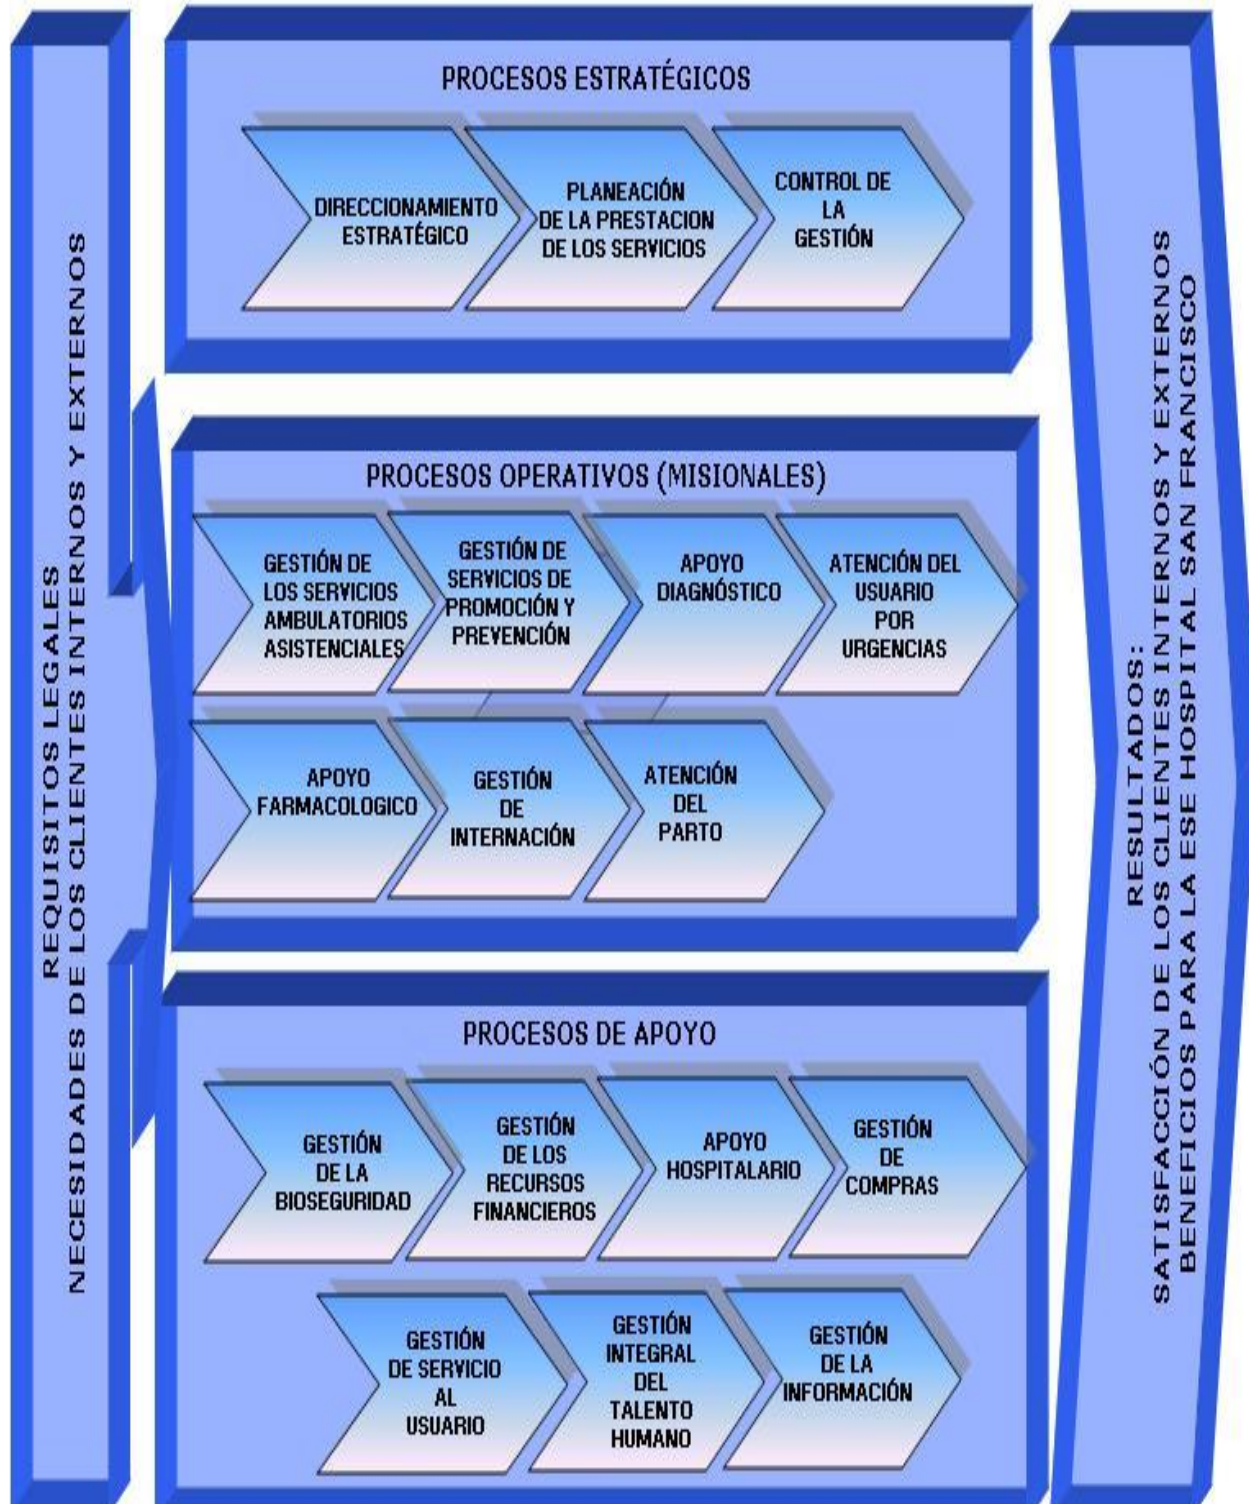 REQUISITOS LEGALES
NECESIDADES DE LOS CLIENTES INTERNOS Y EXTERNOS
PROCESOS ESTRATÉGICOS
DIRECCIONAMIENTO
ESTRATÉGICO
PLANEACIÓN
DE LA PRESTACION
DE LOS SERVICIOS
CONTROL DE
LA
GESTIÓN
PROCESOS OPERATIVOS (MISIONALES)
GESTIÓN DE
LOS SERVICIOS
AMBULATORIOS
ASISTENCIALES
GESTIÓN DE
SERVICIOS DE
PROMOCIÓN Y
PREVENCIÓN
APOYO
DIAGNÓSTICO
ATENCIÓN DEL
USUARIO
POR
URGENCIAS
APOYO
FARMACOLOGICO
GESTIÓN
DE
INTERNACIÓN
ATENCIÓN
DEL
PARTO
PROCESOS DE APOYO
GESTIÓN
DE LA
BIOSEGURIDAD
GESTIÓN
DE LOS
RECURSOS
FINANCIEROS
APOYO
HOSPITALARIO
GESTIÓN
DE
COMPRAS
GESTIÓN
DE SERVICIO
AL
USUARIO
GESTIÓN
INTEGRAL
DEL
TALENTO
HUMANO
GESTIÓN
DE LA
INFORMACIÓN
RESULTADOS:
SATISFACCIÓN DE LOS CLIENTES INTERNOS Y EXTERNOS
BENEFICIOS PARA LA ESE HOSPITAL SAN FRANCISCO